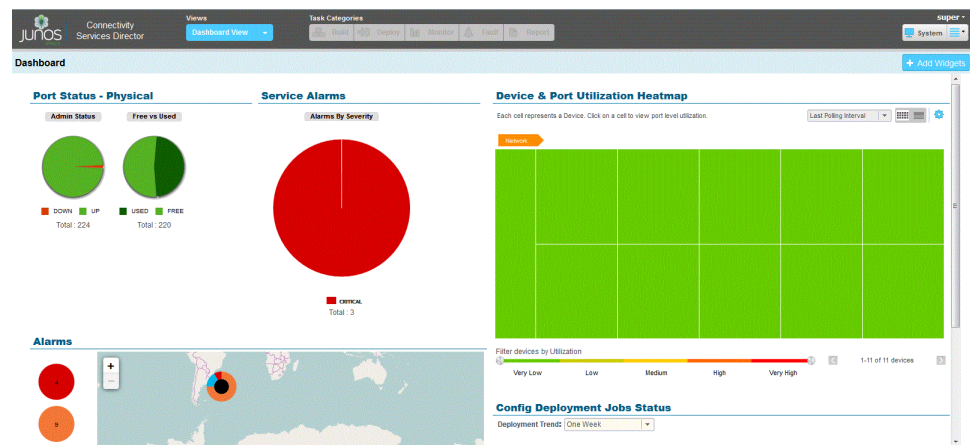 JUNOS
Connectivity
Services Director
Views
Dashboard View
Task Categories
Build
Deploy
Monitor
Fault
Report
super
System
Dashboard
+ Add Widgets
Port Status - Physical
Admin Status
Free vs Used
DOWN UP
USED FREE
Total : 224
Total : 220
Service Alarms
Alarms By Severity
CRITICAL
Total : 3
Device & Port Utilization Heatmap
Each cell represents a Device. Click on a cell to view port level utilization.
Last Polling Interval
Network
Filter devices by Utilization
Very Low
Low
Medium
High
Very High
1-11 of 11 devices
Alarms
+
−
Config Deployment Jobs Status
Deployment Trend: One Week